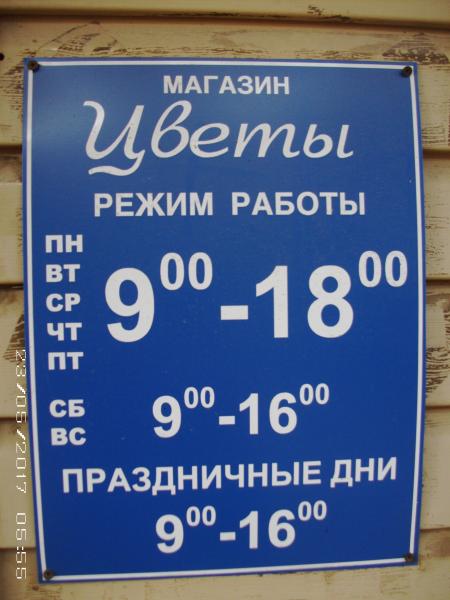 МАГАЗИН
Цветы
РЕЖИМ РАБОТЫ
ПН
ВТ
СР
ЧТ
ПТ
9⁰⁰-18⁰⁰
СБ
ВС
9⁰⁰-16⁰⁰
ПРАЗДНИЧНЫЕ ДНИ
9⁰⁰-16⁰⁰
23/05/2017 05:55